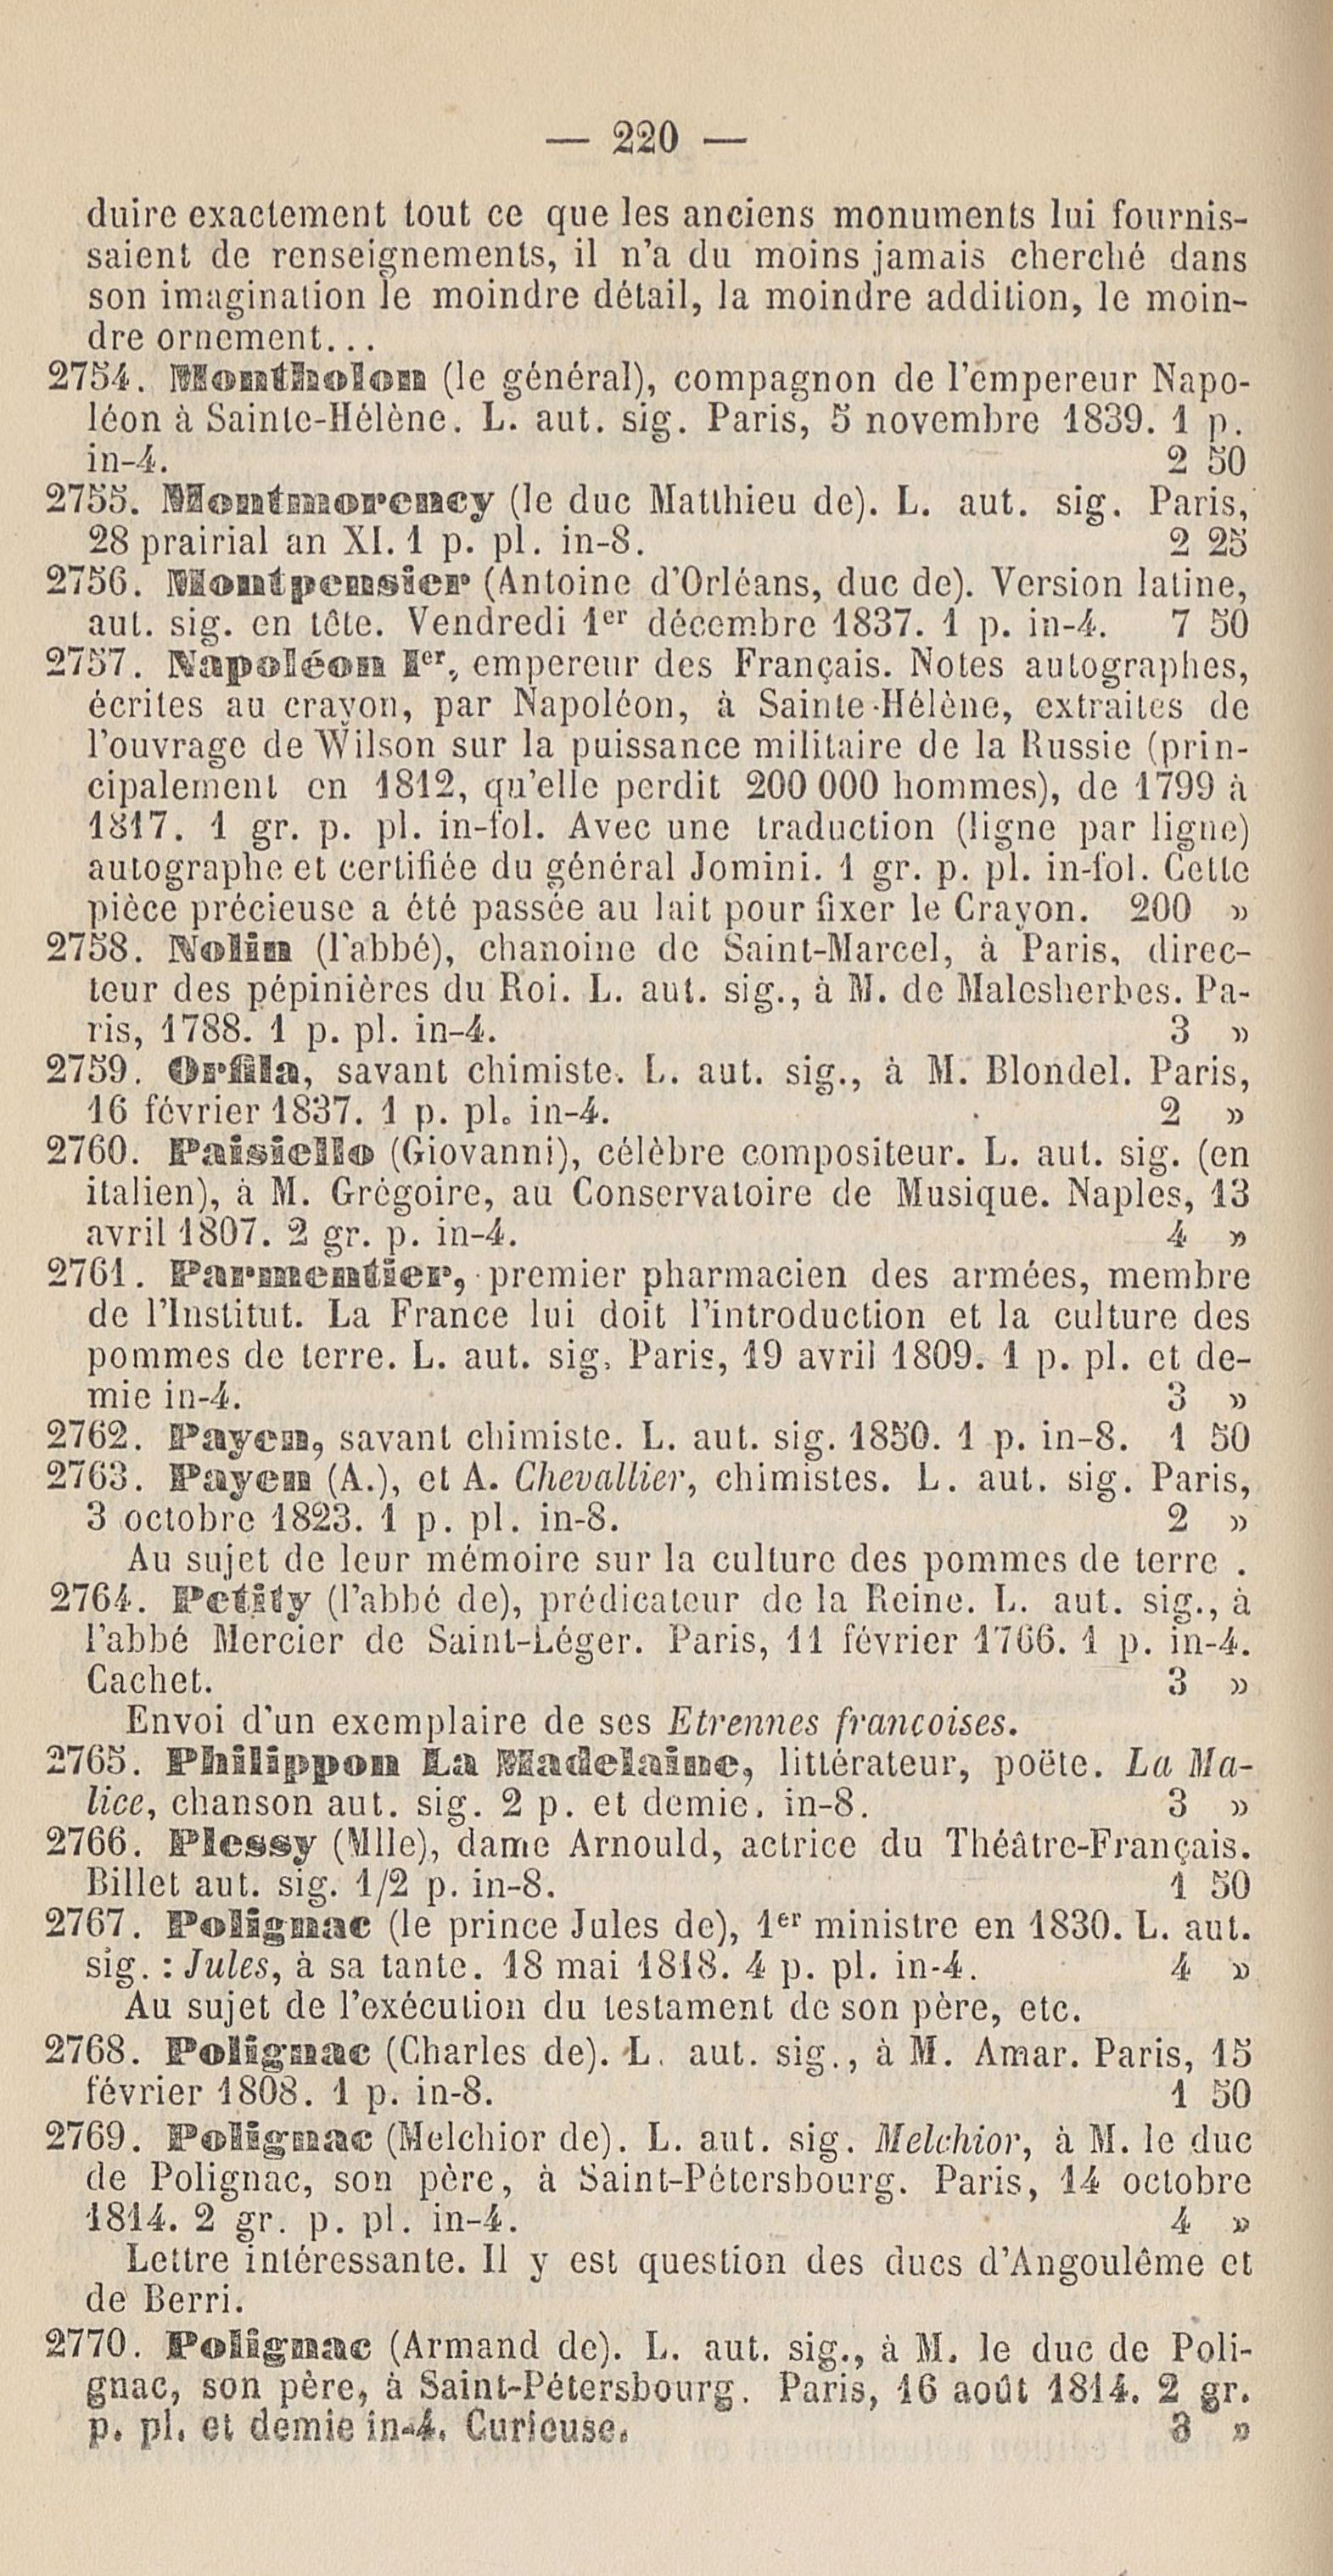 — 220 —
duire exactement tout ce que les anciens monuments lui fournis-
saient de renseignements, il n'a du moins jamais cherché dans
son imagination le moindre détail, la moindre addition, le moin-
dre ornement...
2754. Montholon (le général), compagnon de l'empereur Napo-
léon à Sainte-Hélène. L. aut. sig. Paris, 5 novembre 1839. 1 p.
in-4. 2 50
2755. Montmorency (le duc Matthieu de). L. aut. sig. Paris,
28 prairial an XI. 1 p. pl. in-8. 2 25
2756. Montpensier (Antoine d'Orléans, duc de). Version latine,
aut. sig. en tête. Vendredi 1er décembre 1837. 1 p. in-4. 7 50
2757. Napoléon Ier, empereur des Français. Notes autographes,
écrites au crayon, par Napoléon, à Sainte-Hélène, extraites de
l'ouvrage de Wilson sur la puissance militaire de la Russie (prin-
cipalement en 1812, qu'elle perdit 200 000 hommes), de 1799 à
1817. 1 gr. p. pl. in-fol. Avec une traduction (ligne par ligne)
autographe et certifiée du général Jomini. 1 gr. p. pl. in-fol. Cette
pièce précieuse a été passée au lait pour fixer le Crayon. 200 »
2758. Nolin (l'abbé), chanoine de Saint-Marcel, à Paris, direc-
teur des pépinières du Roi. L. aut. sig., à M. de Malesherbes. Pa-
ris, 1788. 1 p. pl. in-4. 3 »
2759. Orfila, savant chimiste. L. aut. sig., à M. Blondel. Paris,
16 février 1837. 1 p. pl. in-4. 2 »
2760. Paisiello (Giovanni), célèbre compositeur. L. aut. sig. (en
italien), à M. Grégoire, au Conservatoire de Musique. Naples, 13
avril 1807. 2 gr. p. in-4. 4 »
2761. Parmentier, premier pharmacien des armées, membre
de l'Institut. La France lui doit l'introduction et la culture des
pommes de terre. L. aut. sig. Paris, 19 avril 1809. 1 p. pl. et de-
mie in-4. 3 »
2762. Payen, savant chimiste. L. aut. sig. 1850. 1 p. in-8. 1 50
2763. Payen (A.), et A. Chevallier, chimistes. L. aut. sig. Paris,
3 octobre 1823. 1 p. pl. in-8. 2 »
Au sujet de leur mémoire sur la culture des pommes de terre .
2764. Petity (l'abbé de), prédicateur de la Reine. L. aut. sig., à
l'abbé Mercier de Saint-Léger. Paris, 11 février 1766. 1 p. in-4.
Cachet. 3 »
Envoi d'un exemplaire de ses Etrennes francoises.
2765. Philippon La Madelaine, littérateur, poëte. La Ma-
lice, chanson aut. sig. 2 p. et demie. in-8. 3 »
2766. Plessy (Mlle), dame Arnould, actrice du Théâtre-Français.
Billet aut. sig. 1/2 p. in-8. 1 50
2767. Polignac (le prince Jules de), 1er ministre en 1830. L. aut.
sig. : Jules, à sa tante. 18 mai 1818. 4 p. pl. in-4. 4 »
Au sujet de l'exécution du testament de son père, etc.
2768. Polignac (Charles de). L. aut. sig., à M. Amar. Paris, 15
février 1808. 1 p. in-8. 1 50
2769. Polignac (Melchior de). L. aut. sig. Melchior, à M. le duc
de Polignac, son père, à Saint-Pétersbourg. Paris, 14 octobre
1814. 2 gr. p. pl. in-4. 4 »
Lettre intéressante. Il y est question des ducs d'Angoulême et
de Berri.
2770. Polignac (Armand de). L. aut. sig., à M. le duc de Poli-
gnac, son père, à Saint-Pétersbourg. Paris, 16 août 1814. 2 gr.
p. pl. et demie in-4. Curieuse. 3 »